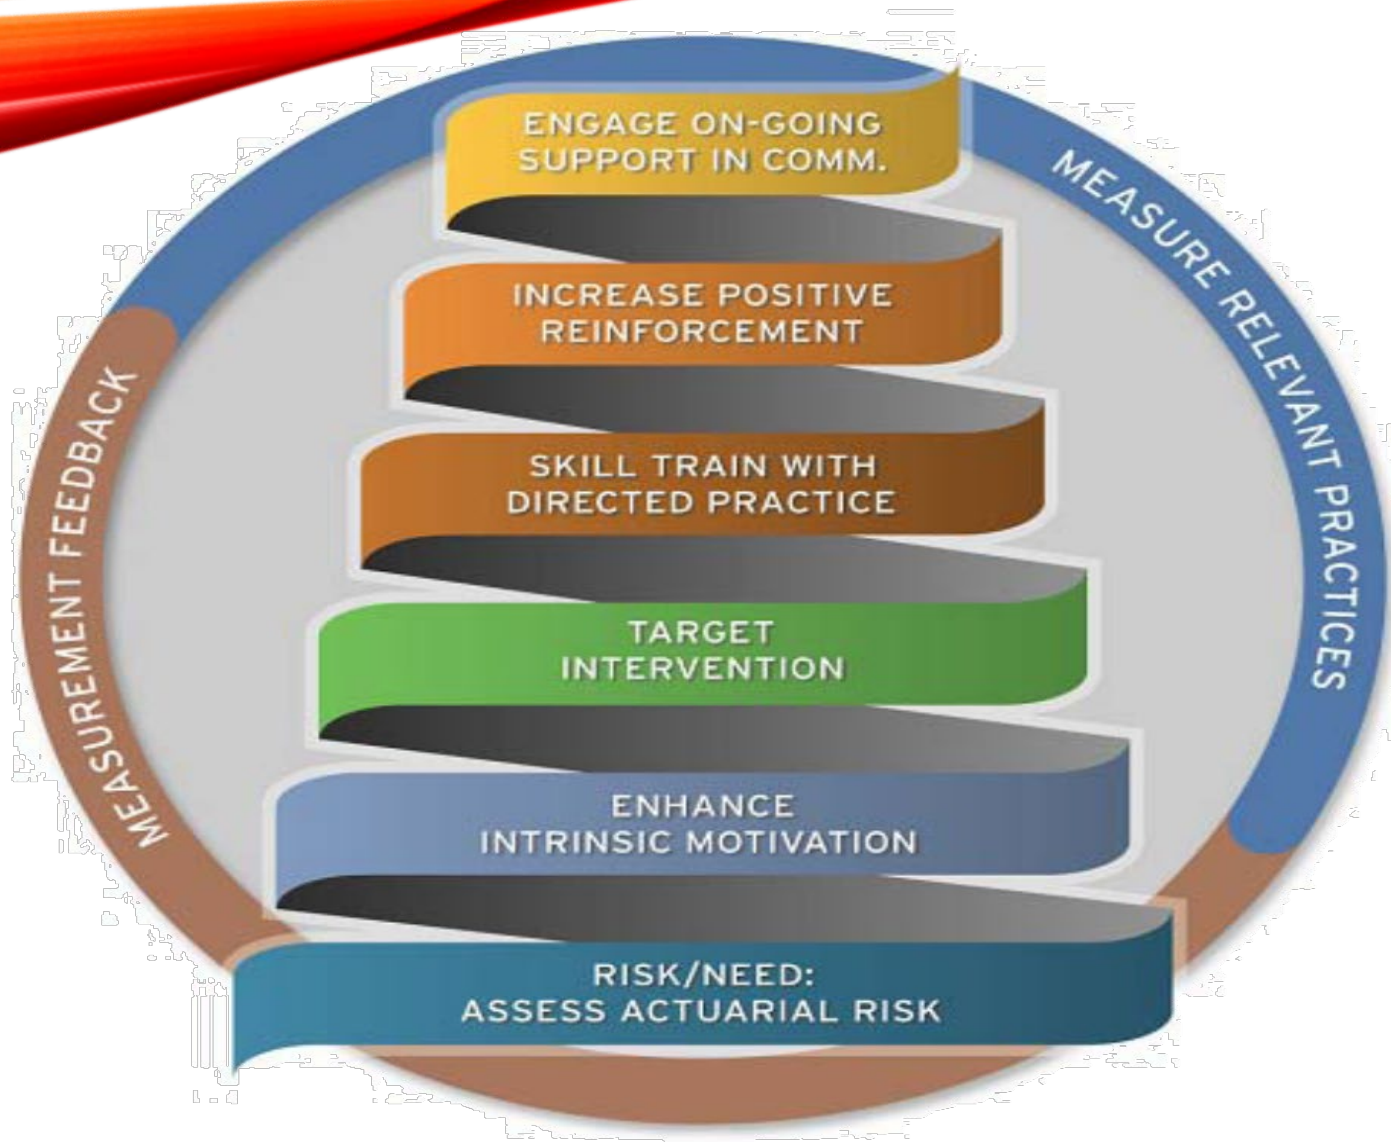 ENGAGE ON-GOING
SUPPORT IN COMM.
MEASURE RELEVANT PRACTICES
INCREASE POSITIVE
REINFORCEMENT
MEASUREMENT FEEDBACK
SKILL TRAIN WITH
DIRECTED PRACTICE
TARGET
INTERVENTION
ENHANCE
INTRINSIC MOTIVATION
RISK/NEED:
ASSESS ACTUARIAL RISK